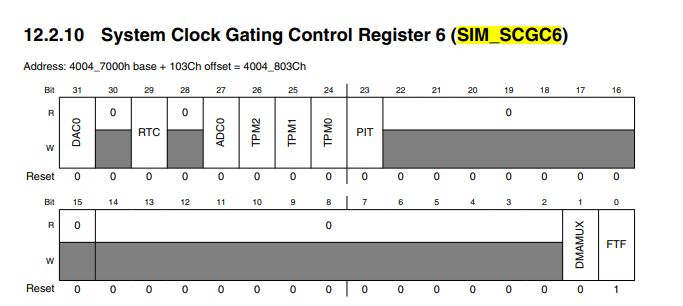 12.2.10 System Clock Gating Control Register 6 (SIM_SCGC6)
Address: 4004_7000h base + 103Ch offset = 4004_803Ch
Bit 31 30 29 28 27 26 25 24 23 22 21 20 19 18 17 16
R DAC0 0 RTC 0 ADC0 TPM2 TPM1 TPM0 PIT 0
W
Reset 0 0 0 0 0 0 0 0 0 0 0 0 0 0 0 0
Bit 15 14 13 12 11 10 9 8 7 6 5 4 3 2 1 0
R 0 0 DMAMUX FTF
W
Reset 0 0 0 0 0 0 0 0 0 0 0 0 0 0 0 1